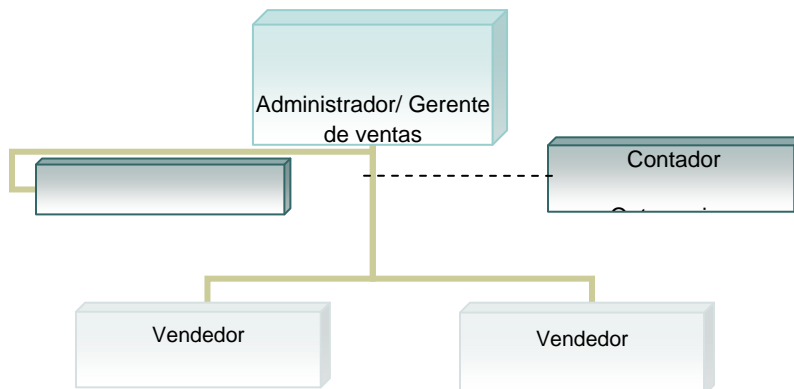 Administrador/ Gerente
de ventas
Contador
Vendedor
Vendedor